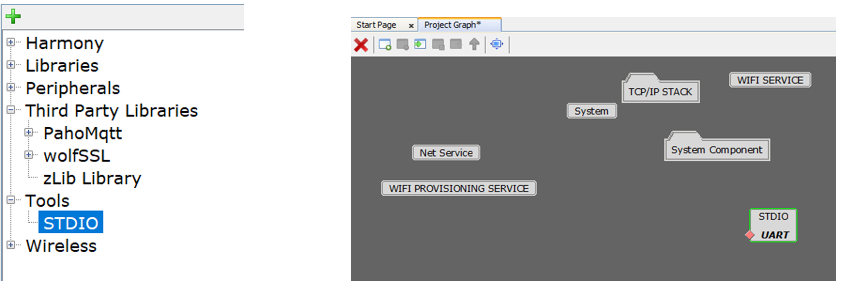 Harmony
Libraries
Peripherals
Third Party Libraries
PahoMqtt
wolfSSL
zLib Library
Tools
STDIO
Wireless
Start Page x Project Graph*
WIFI SERVICE
TCP/IP STACK
System
System Component
Net Service
WIFI PROVISIONING SERVICE
STDIO
UART